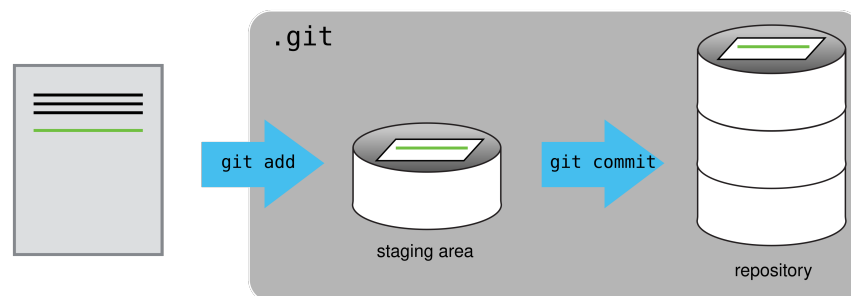 .git
git add
git commit
staging area
repository